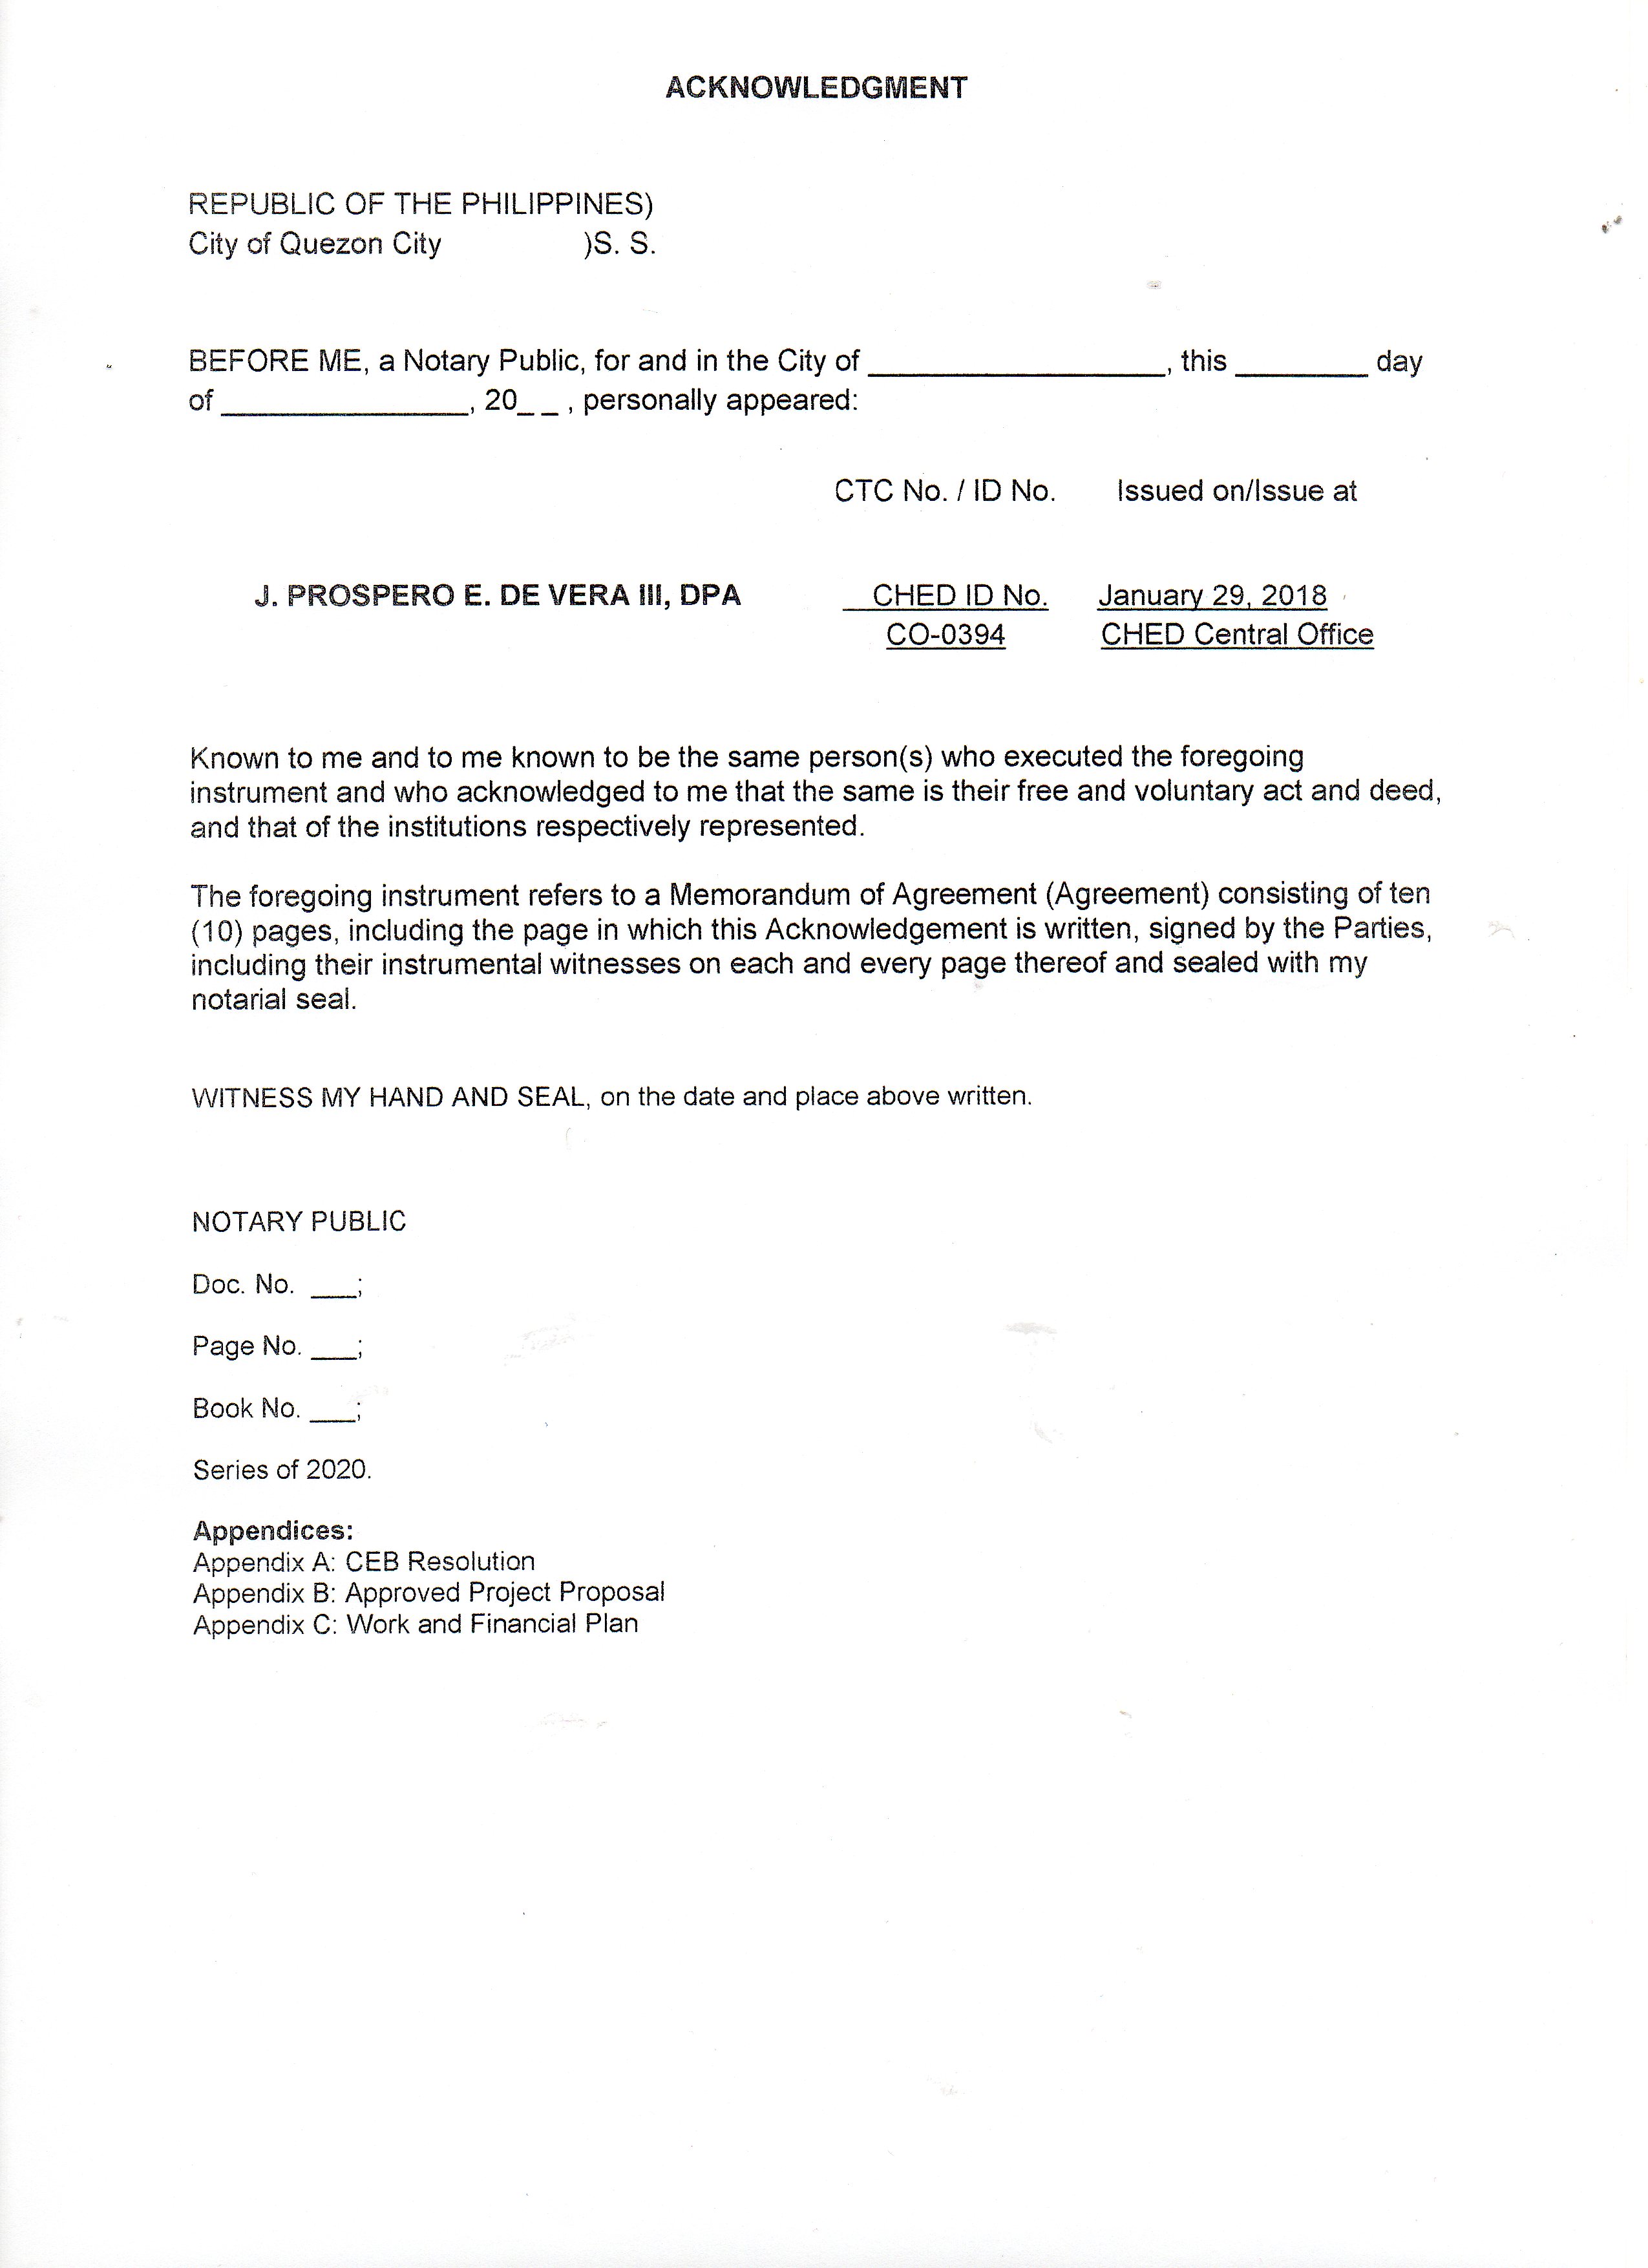 ACKNOWLEDGMENT
REPUBLIC OF THE PHILIPPINES)
City of Quezon City )S. S.
BEFORE ME, a Notary Public, for and in the City of __________________, this ________ day
of _______________, 20_ _ , personally appeared:
CTC No. / ID No. Issued on/Issue at
J. PROSPERO E. DE VERA III, DPA CHED ID No. January 29, 2018
CO-0394 CHED Central Office
Known to me and to me known to be the same person(s) who executed the foregoing
instrument and who acknowledged to me that the same is their free and voluntary act and deed,
and that of the institutions respectively represented.
The foregoing instrument refers to a Memorandum of Agreement (Agreement) consisting of ten
(10) pages, including the page in which this Acknowledgement is written, signed by the Parties,
including their instrumental witnesses on each and every page thereof and sealed with my
notarial seal.
WITNESS MY HAND AND SEAL, on the date and place above written.
NOTARY PUBLIC
Doc. No. ___;
Page No. ___;
Book No. ___;
Series of 2020.
Appendices:
Appendix A: CEB Resolution
Appendix B: Approved Project Proposal
Appendix C: Work and Financial Plan